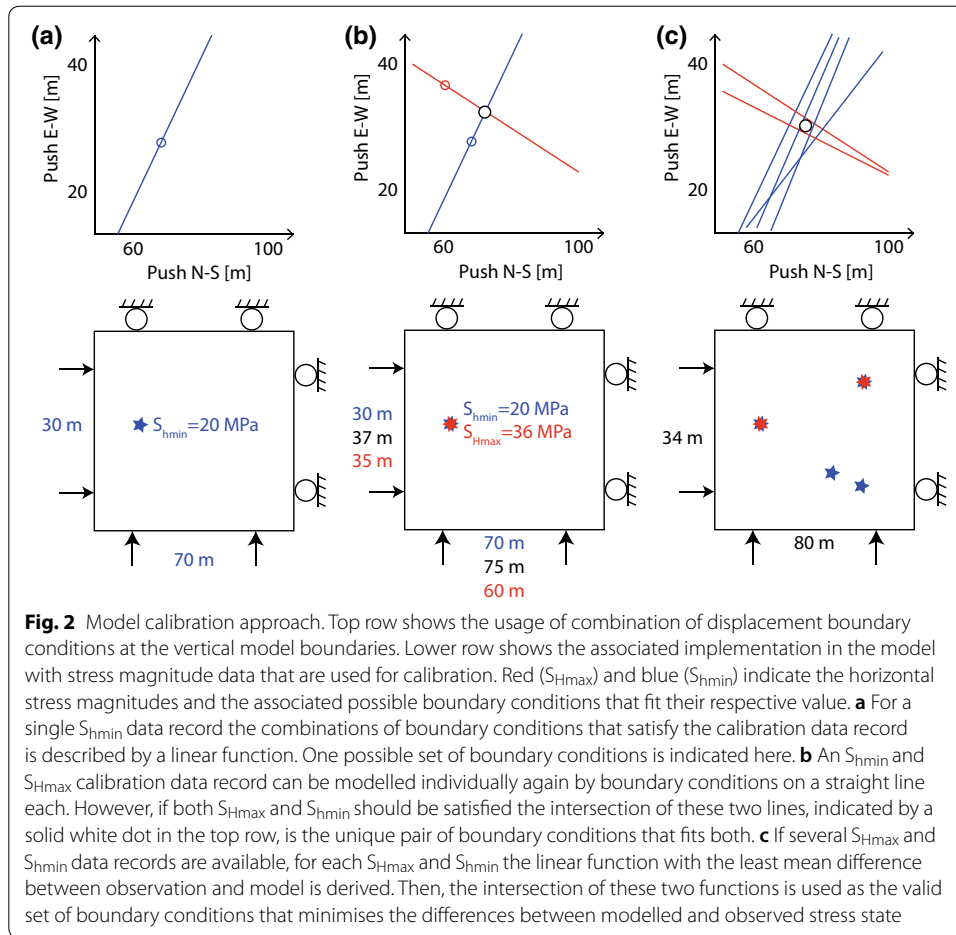 (a)
(b)
(c)
Push E-W [m]
40
20
60
100
Push N-S [m]
Push E-W [m]
40
20
60
100
Push N-S [m]
Push E-W [m]
40
20
60
100
Push N-S [m]
30 m
Shmin=20 MPa
70 m
30 m
37 m
35 m
Shmin=20 MPa
SHmax=36 MPa
70 m
75 m
60 m
34 m
80 m
Fig. 2 Model calibration approach. Top row shows the usage of combination of displacement boundary
conditions at the vertical model boundaries. Lower row shows the associated implementation in the model
with stress magnitude data that are used for calibration. Red (SHmax) and blue (Shmin) indicate the horizontal
stress magnitudes and the associated possible boundary conditions that fit their respective value. a For a
single Shmin data record the combinations of boundary conditions that satisfy the calibration data record
is described by a linear function. One possible set of boundary conditions is indicated here. b An Shmin and
SHmax calibration data record can be modelled individually again by boundary conditions on a straight line
each. However, if both SHmax and Shmin should be satisfied the intersection of these two lines, indicated by a
solid white dot in the top row, is the unique pair of boundary conditions that fits both. c If several SHmax and
Shmin data records are available, for each SHmax and Shmin the linear function with the least mean difference
between observation and model is derived. Then, the intersection of these two functions is used as the valid
set of boundary conditions that minimises the differences between modelled and observed stress state